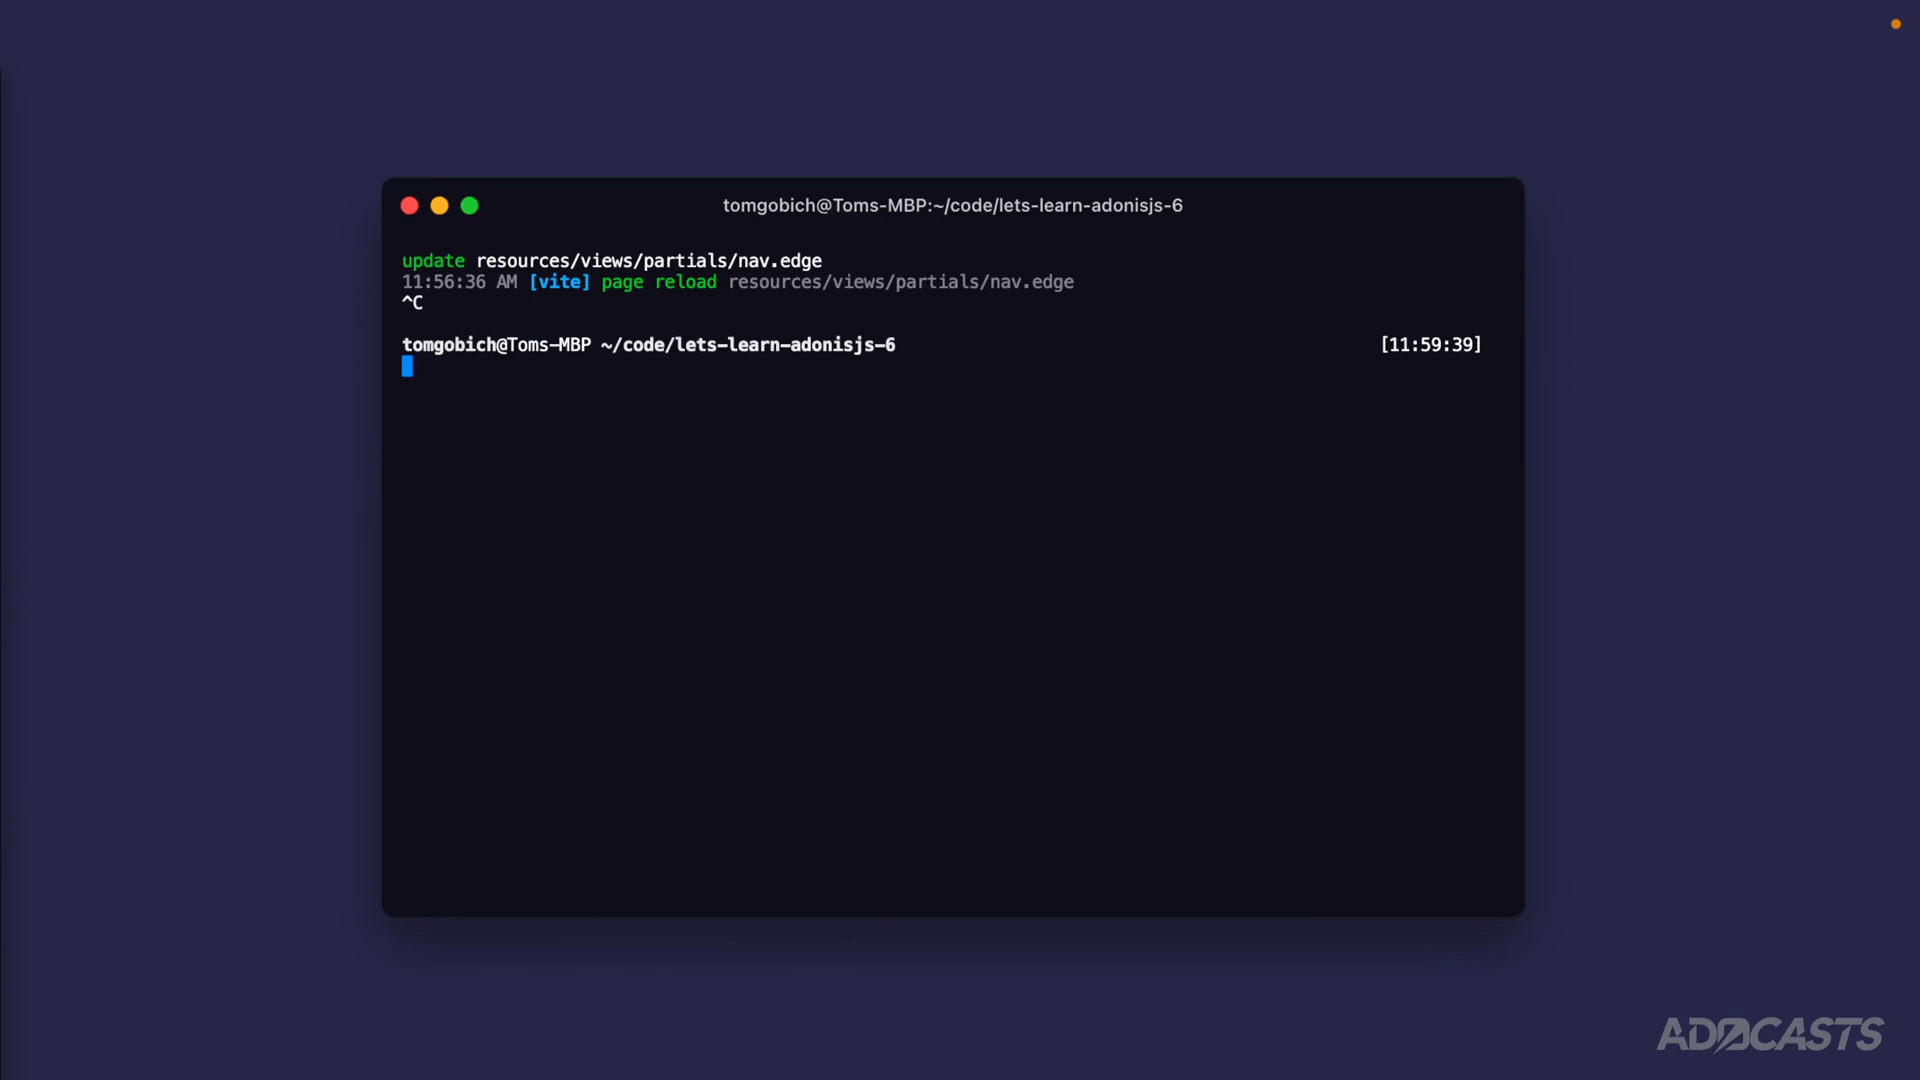 tomgobich@Toms-MBP:~/code/lets-learn-adonisjs-6
update resources/views/partials/nav.edge
11:56:36 AM [vite] page reload resources/views/partials/nav.edge
^C
tomgobich@Toms-MBP ~/code/lets-learn-adonisjs-6 [11:59:39]
ADOCASTS